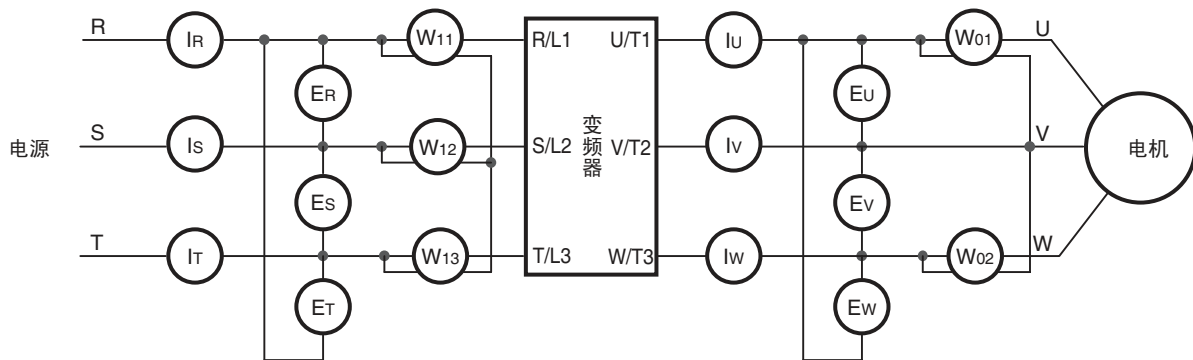 R IR W11 R/L1 U/T1 IU W01 U
ER EU
电源 S IS W12 S/L2 变频器 V/T2 IV V 电机
ES EV
T IT W13 T/L3 W/T3 IW W02 W
ET EW